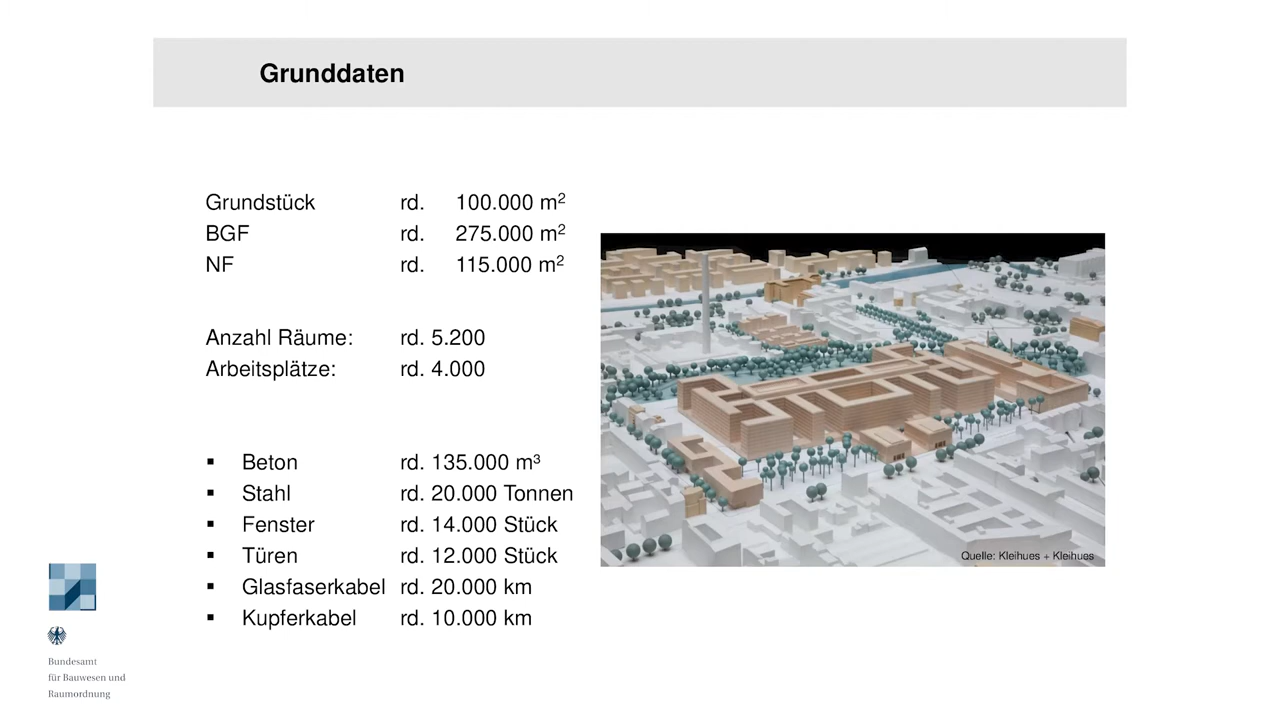 Grunddaten
Grundstück rd. 100.000 m²
BGF rd. 275.000 m²
NF rd. 115.000 m²
Anzahl Räume: rd. 5.200
Arbeitsplätze: rd. 4.000
▪ Beton rd. 135.000 m³
▪ Stahl rd. 20.000 Tonnen
▪ Fenster rd. 14.000 Stück
▪ Türen rd. 12.000 Stück
▪ Glasfaserkabel rd. 20.000 km
▪ Kupferkabel rd. 10.000 km
Quelle: Kleihues + Kleihues
Bundesamt
für Bauwesen und
Raumordnung